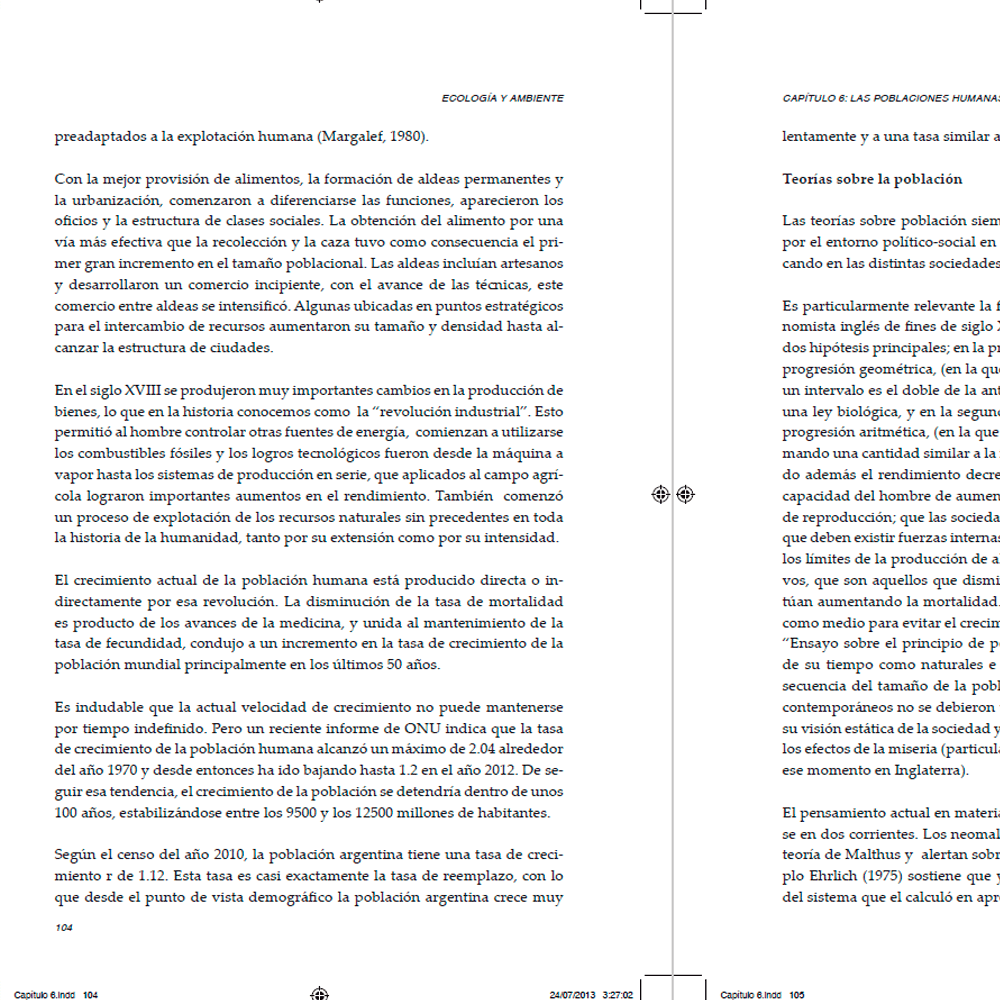 ECOLOGÍA Y AMBIENTE
preadaptados a la explotación humana (Margalef, 1980).
Con la mejor provisión de alimentos, la formación de aldeas permanentes y
la urbanización, comenzaron a diferenciarse las funciones, aparecieron los
oficios y la estructura de clases sociales. La obtención del alimento por una
vía más efectiva que la recolección y la caza tuvo como consecuencia el pri-
mer gran incremento en el tamaño poblacional. Las aldeas incluían artesanos
y desarrollaron un comercio incipiente, con el avance de las técnicas, este
comercio entre aldeas se intensificó. Algunas ubicadas en puntos estratégicos
para el intercambio de recursos aumentaron su tamaño y densidad hasta al-
canzar la estructura de ciudades.
En el siglo XVIII se produjeron muy importantes cambios en la producción de
bienes, lo que en la historia conocemos como la “revolución industrial”. Esto
permitió al hombre controlar otras fuentes de energía, comienzan a utilizarse
los combustibles fósiles y los logros tecnológicos fueron desde la máquina a
vapor hasta los sistemas de producción en serie, que aplicados al campo agrí-
cola lograron importantes aumentos en el rendimiento. También comenzó
un proceso de explotación de los recursos naturales sin precedentes en toda
la historia de la humanidad, tanto por su extensión como por su intensidad.
El crecimiento actual de la población humana está producido directa o in-
directamente por esa revolución. La disminución de la tasa de mortalidad
es producto de los avances de la medicina, y unida al mantenimiento de la
tasa de fecundidad, condujo a un incremento en la tasa de crecimiento de la
población mundial principalmente en los últimos 50 años.
Es indudable que la actual velocidad de crecimiento no puede mantenerse
por tiempo indefinido. Pero un reciente informe de ONU indica que la tasa
de crecimiento de la población humana alcanzó un máximo de 2.04 alrededor
del año 1970 y desde entonces ha ido bajando hasta 1.2 en el año 2012. De se-
guir esa tendencia, el crecimiento de la población se detendría dentro de unos
100 años, estabilizándose entre los 9500 y los 12500 millones de habitantes.
Según el censo del año 2010, la población argentina tiene una tasa de creci-
miento r de 1.12. Esta tasa es casi exactamente la tasa de reemplazo, con lo
que desde el punto de vista demográfico la población argentina crece muy
104
Capitulo 6.indd 104
24/07/2013 3:27:02
CAPÍTULO 6: LAS POBLACIONES HUMANAS
lentamente y a una tasa similar a
Teorías sobre la población
Las teorías sobre población siem
por el entorno político-social en
cando en las distintas sociedades
Es particularmente relevante la f
nomista inglés de fines de siglo X
dos hipótesis principales; en la pr
progresión geométrica, (en la que
un intervalo es el doble de la ant
una ley biológica, y en la segunc
progresión aritmética, (en la que
mando una cantidad similar a la
do además el rendimiento decre
capacidad del hombre de aumen
de reproducción; que las socieda
que deben existir fuerzas internas
los límites de la producción de al
vos, que son aquellos que dismi
túan aumentando la mortalidad.
como medio para evitar el crecim
“Ensayo sobre el principio de p
de su tiempo como naturales e
secuencia del tamaño de la pobl
contemporáneos no se debieron
su visión estática de la sociedad y
los efectos de la miseria (particula
ese momento en Inglaterra).
El pensamiento actual en materia
se en dos corrientes. Los neomal
teoría de Malthus y alertan sobr
plo Ehrlich (1975) sostiene que y
del sistema que el calculó en apro
Capitulo 6.indd 105